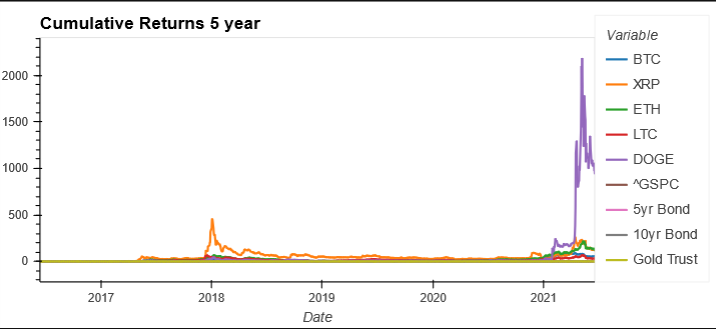 Cumulative Returns 5 year
Variable
BTC
XRP
ETH
LTC
DOGE
^GSPC
5yr Bond
10yr Bond
Gold Trust
2000
1500
1000
500
0
2017 2018 2019 2020 2021
Date